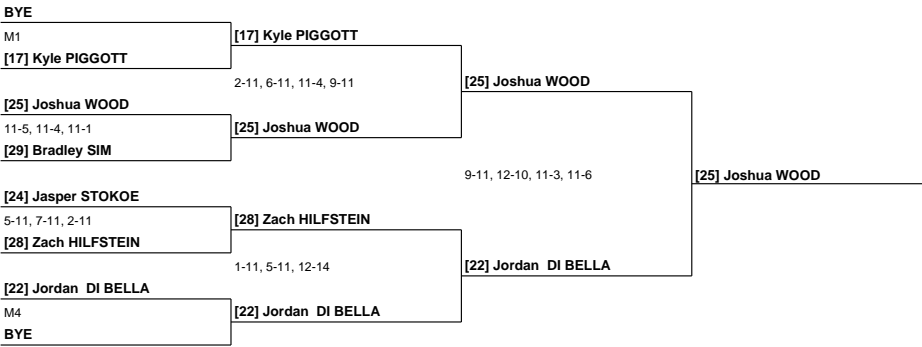 BYE
M1
[17] Kyle PIGGOTT
[17] Kyle PIGGOTT
2-11, 6-11, 11-4, 9-11
[25] Joshua WOOD
11-5, 11-4, 11-1
[29] Bradley SIM
[25] Joshua WOOD
[25] Joshua WOOD
9-11, 12-10, 11-3, 11-6
[25] Joshua WOOD
[24] Jasper STOKOE
5-11, 7-11, 2-11
[28] Zach HILFSTEIN
[28] Zach HILFSTEIN
1-11, 5-11, 12-14
[22] Jordan  DI BELLA
[22] Jordan  DI BELLA
M4
BYE
[22] Jordan  DI BELLA